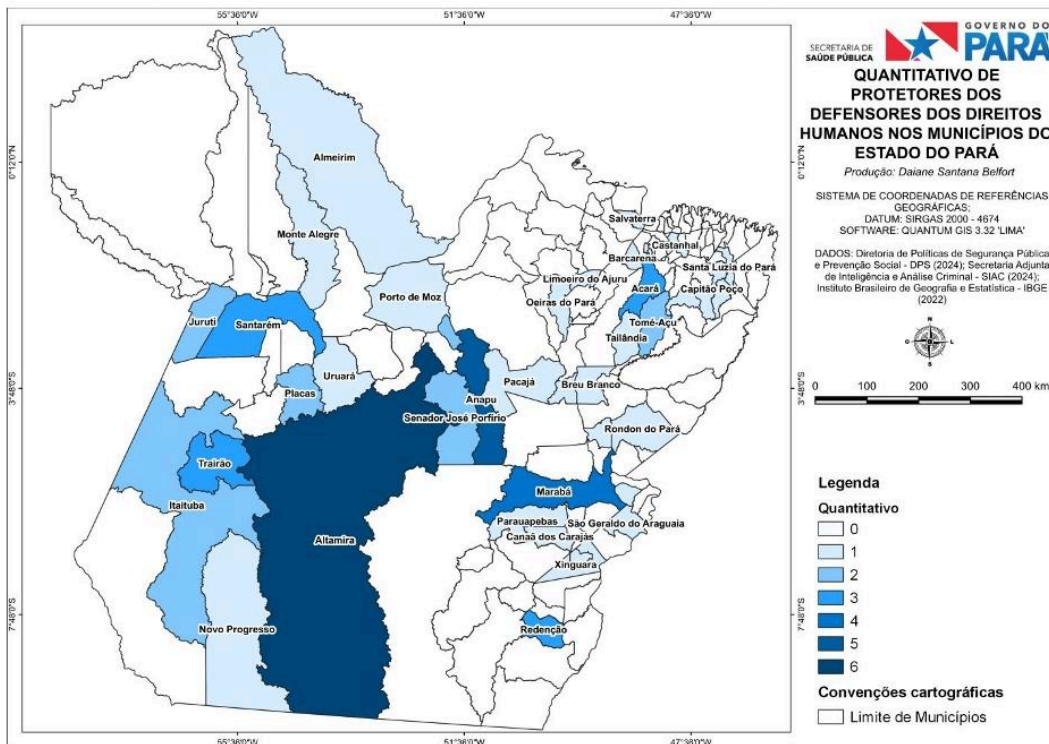 55°36'0"W 51°36'0"W 47°36'0"W
SECRETARIA DE
SAÚDE PÚBLICA
GOVERNO DO
PARÁ
QUANTITATIVO DE
PROTETORES DOS
DEFENSORES DOS DIREITOS
HUMANOS NOS MUNICÍPIOS DO
ESTADO DO PARÁ
Produção: Daiane Santana Belfort
SISTEMA DE COORDENADAS DE REFERÊNCIAS
GEOGRÁFICAS;
DATUM: SIRGAS 2000 - 4674
SOFTWARE: QUANTUM GIS 3.32 'LIMA'
DADOS: Diretoria de Políticas de Segurança Pública
e Prevenção Social - DPS (2024); Secretaria Adjunta
de Inteligência e Análise Criminal - SIAC (2024);
Instituto Brasileiro de Geografia e Estatística - IBGE
(2022)
N
O L
S
0 100 200 300 400 km
Legenda
Quantitativo
0
1
2
3
4
5
6
Convenções cartográficas
Limite de Municípios
0°12'0"N
0°12'0"N
3°48'0"S
3°48'0"S
7°48'0"S
7°48'0"S
Almeirim
Salvaterra
Monte Alegre
Castanhal
Barcarena
Santa Luzia do Pará
Limoeiro do Ajuru
Capitão Poço
Porto de Moz
Acará
Oeiras do Pará
Juruti
Santarém
Tomé-Açu
Tailândia
Uruará
Placas
Pacajá
Breu Branco
Anapu
Senador José Porfírio
Rondon do Pará
Trairão
Marabá
Itaituba
Parauapebas
São Geraldo do Araguaia
Altamira
Canaã dos Carajás
Xinguara
Novo Progresso
Redenção
55°36'0"W 51°36'0"W 47°36'0"W